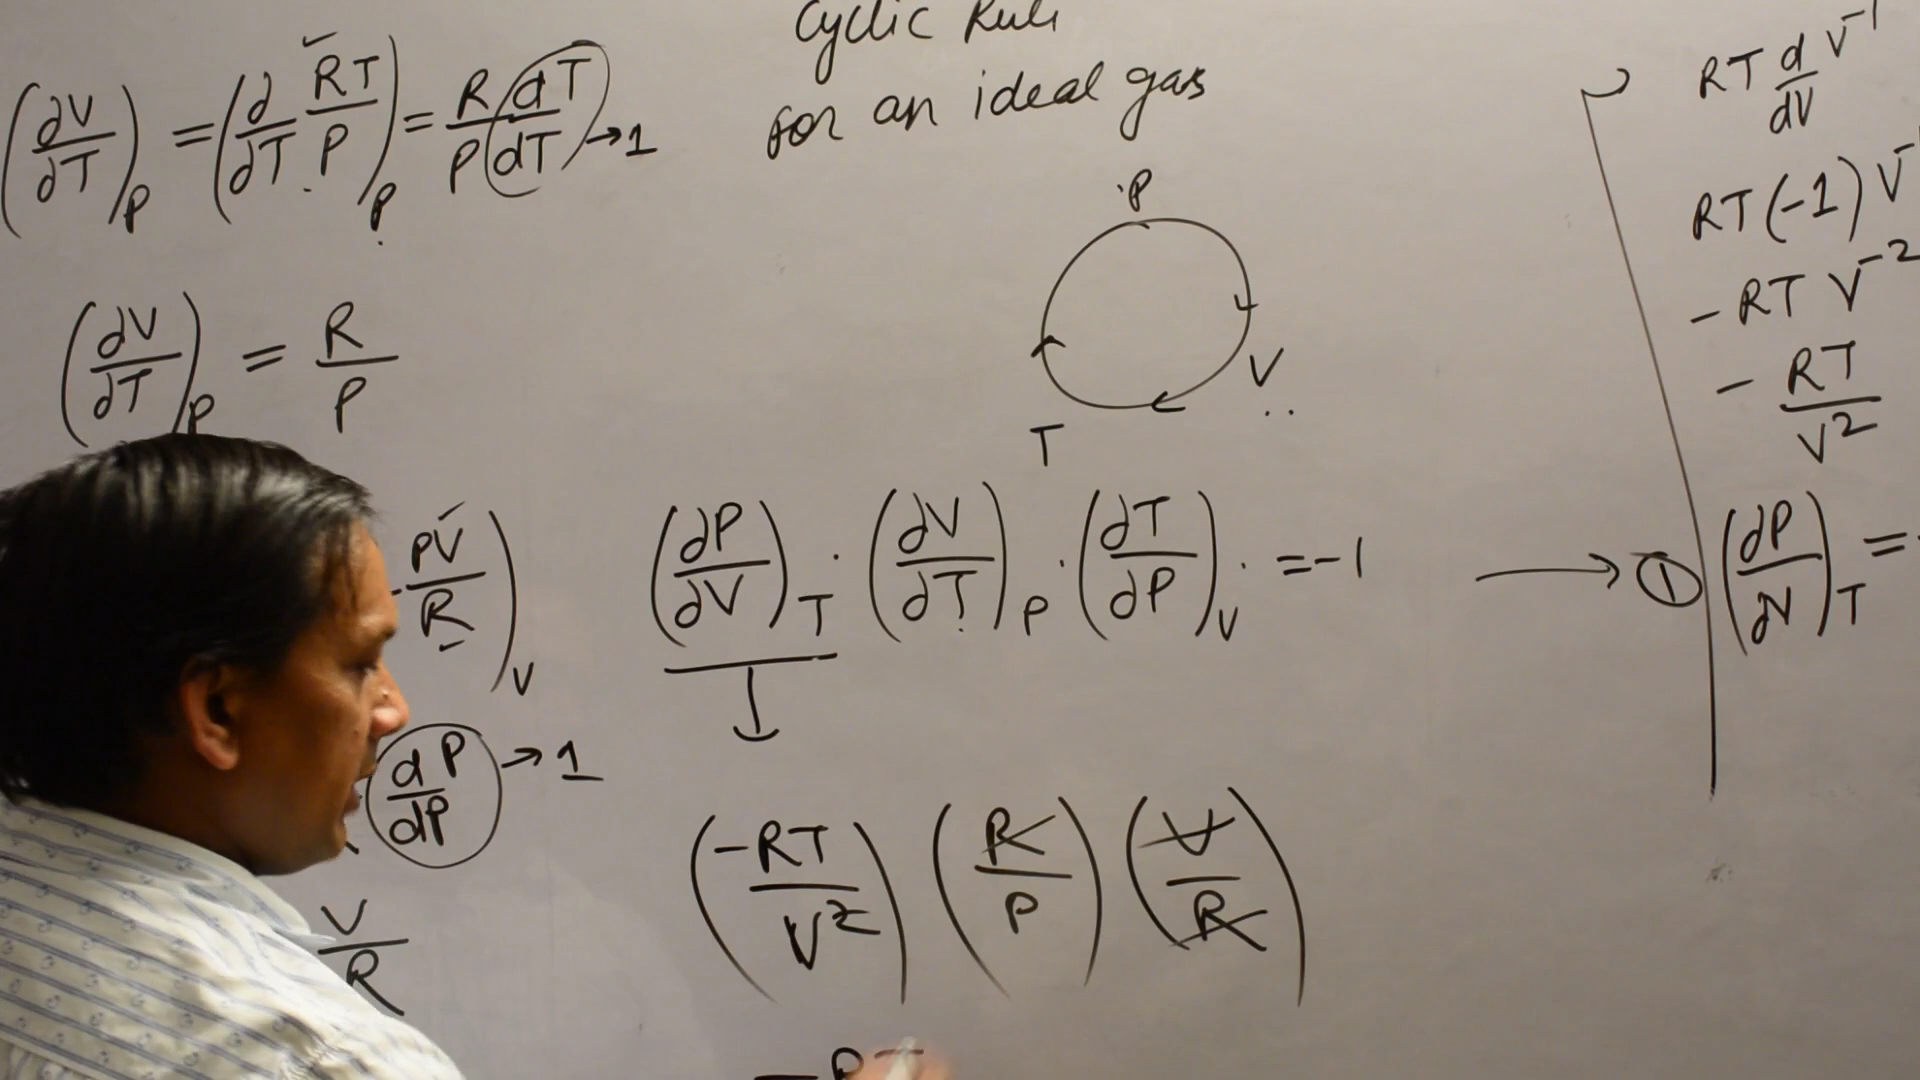 Cyclic Rule
for an ideal gas
(∂V/∂T)_P = (∂/∂T RT/P)_P = R/P (dT/dT) → 1
(∂V/∂T)_P = R/P
PV/R)_V
dP/dP → 1
V/R
P
V
T
(∂P/∂V)_T · (∂V/∂T)_P · (∂T/∂P)_V · = -1
(-RT/V²) (R/P) (V/R)
- RT
RT d/dV V⁻¹
RT (-1) V⁻
- RT V⁻²
- RT/V²
→ ① (∂P/∂V)_T =